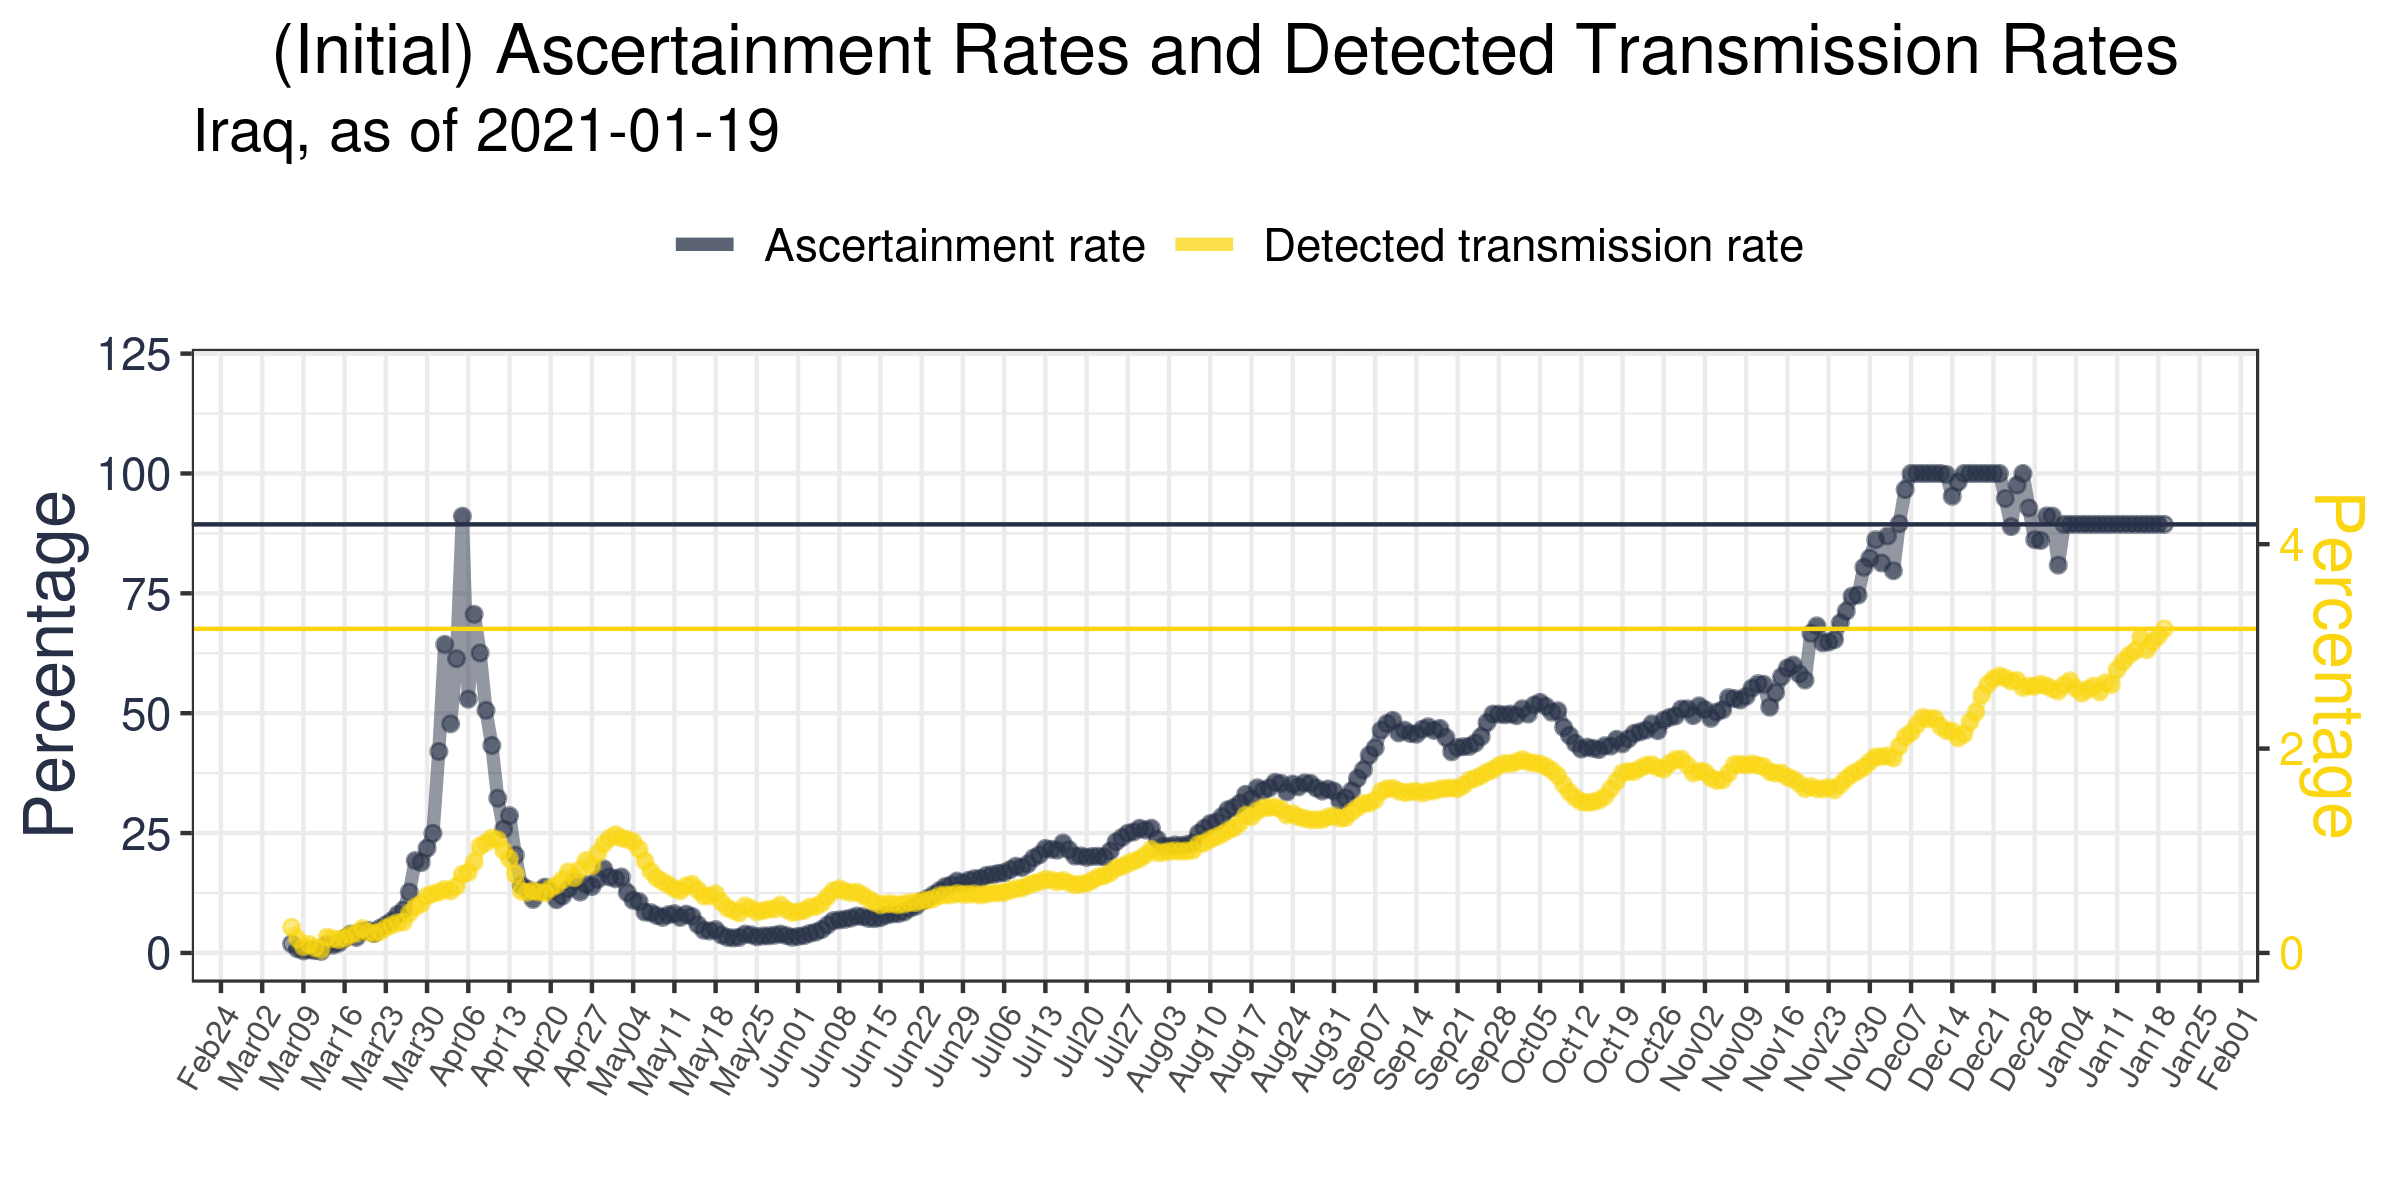 (Initial) Ascertainment Rates and Detected Transmission Rates
Iraq, as of 2021-01-19
Ascertainment rate
Detected transmission rate
125
100
75
50
25
0
Percentage
4
2
0
Percentage
Feb24
Mar02
Mar09
Mar16
Mar23
Mar30
Apr06
Apr13
Apr20
Apr27
May04
May11
May18
May25
Jun01
Jun08
Jun15
Jun22
Jun29
Jul06
Jul13
Jul20
Jul27
Aug03
Aug10
Aug17
Aug24
Aug31
Sep07
Sep14
Sep21
Sep28
Oct05
Oct12
Oct19
Oct26
Nov02
Nov09
Nov16
Nov23
Nov30
Dec07
Dec14
Dec21
Dec28
Jan04
Jan11
Jan18
Jan25
Feb01